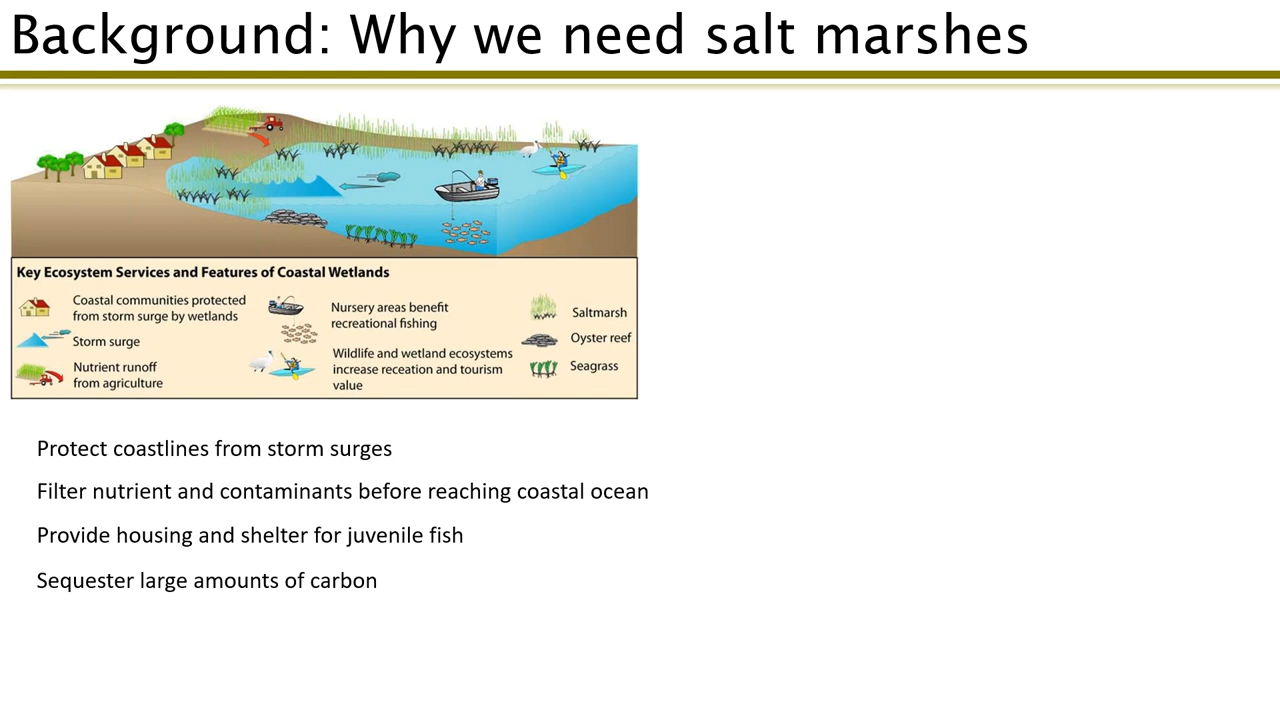 Background: Why we need salt marshes
Key Ecosystem Services and Features of Coastal Wetlands
Coastal communities protected
from storm surge by wetlands
Storm surge
Nutrient runoff
from agriculture
Nursery areas benefit
recreational fishing
Wildlife and wetland ecosystems
increase receation and tourism
value
Saltmarsh
Oyster reef
Seagrass
Protect coastlines from storm surges
Filter nutrient and contaminants before reaching coastal ocean
Provide housing and shelter for juvenile fish
Sequester large amounts of carbon